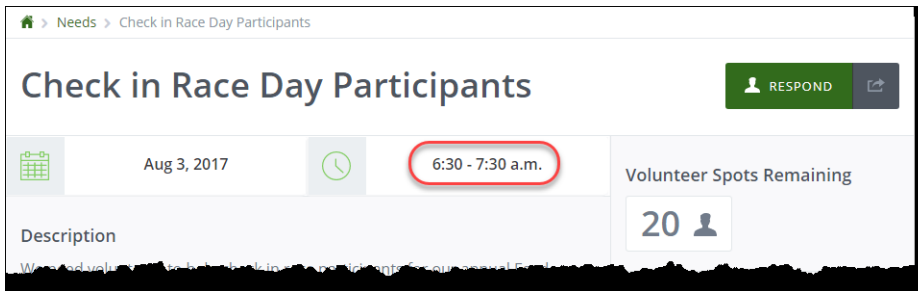 Needs > Check in Race Day Participants
Check in Race Day Participants
RESPOND
Aug 3, 2017
6:30 - 7:30 a.m.
Volunteer Spots Remaining
20
Description